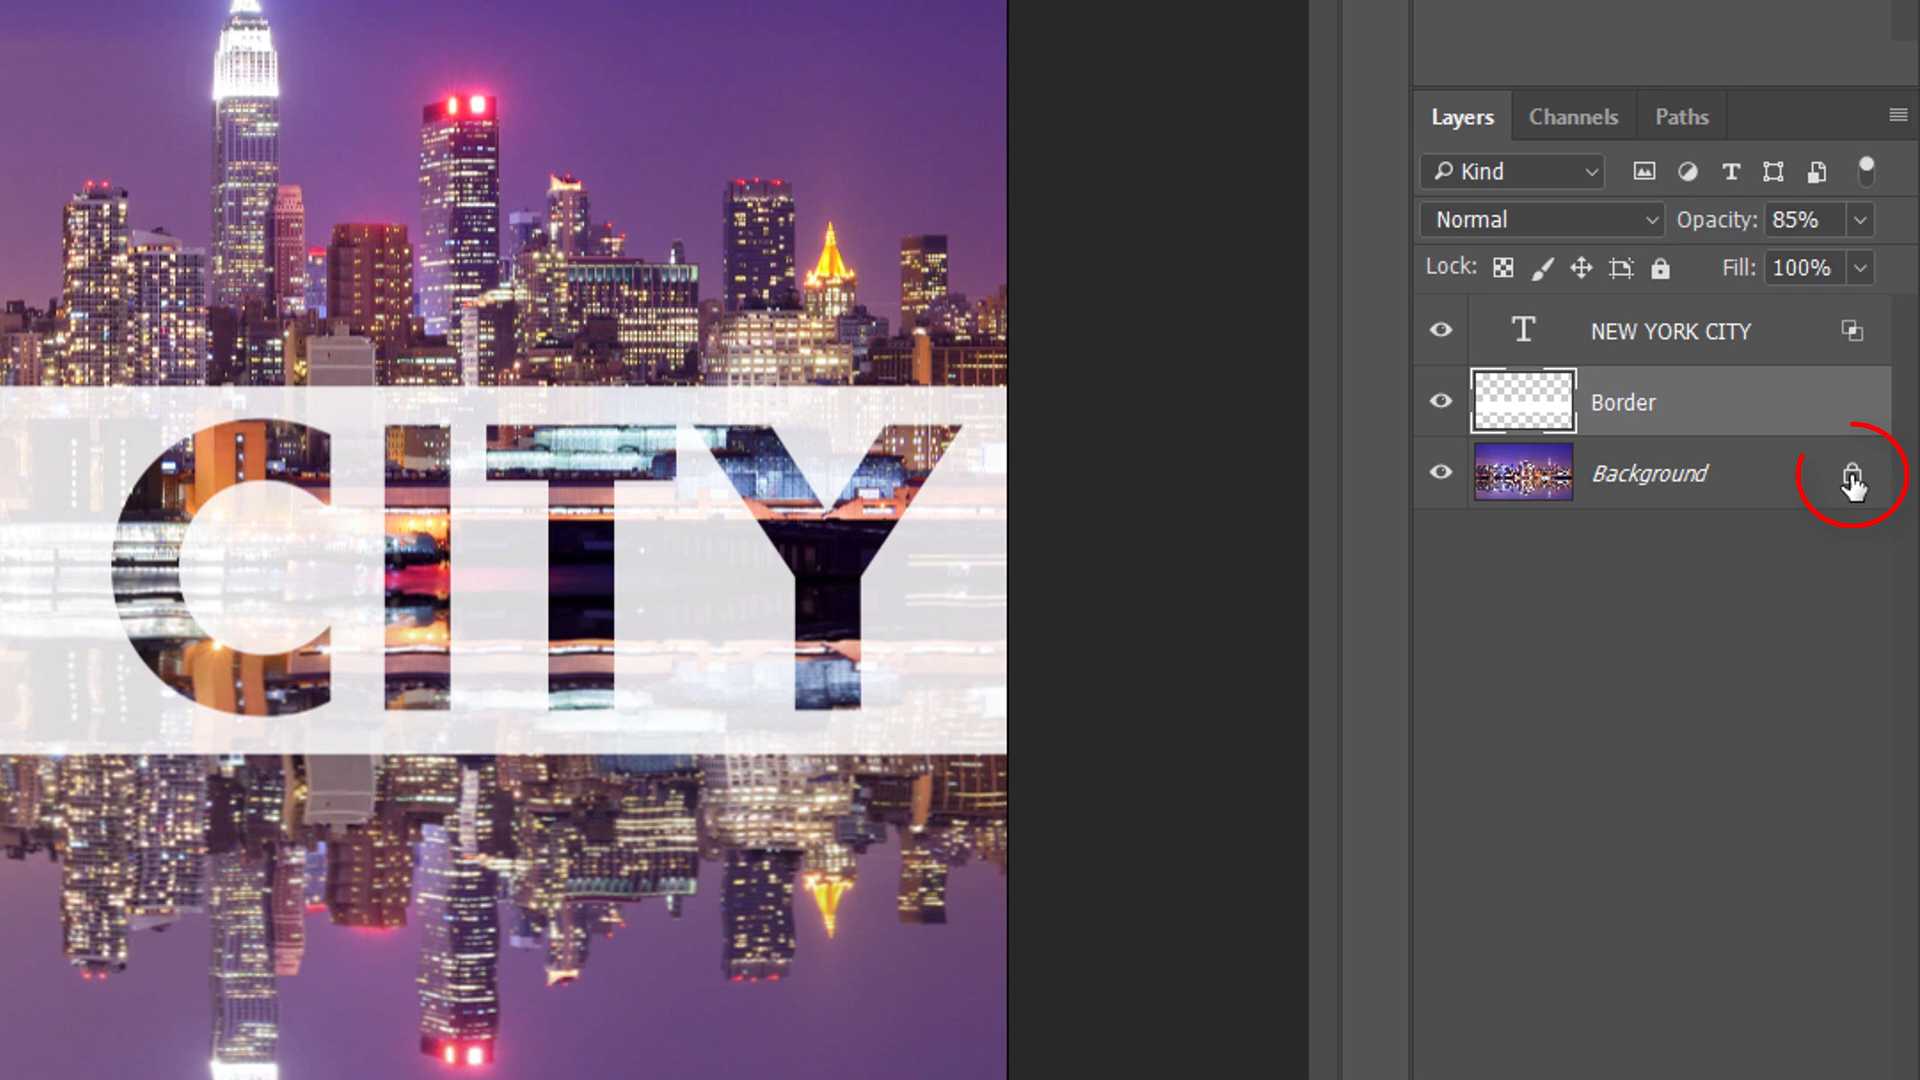 Layers Channels Paths
Kind
Normal Opacity: 85%
Lock: Fill: 100%
T NEW YORK CITY
Border
Background
CITY